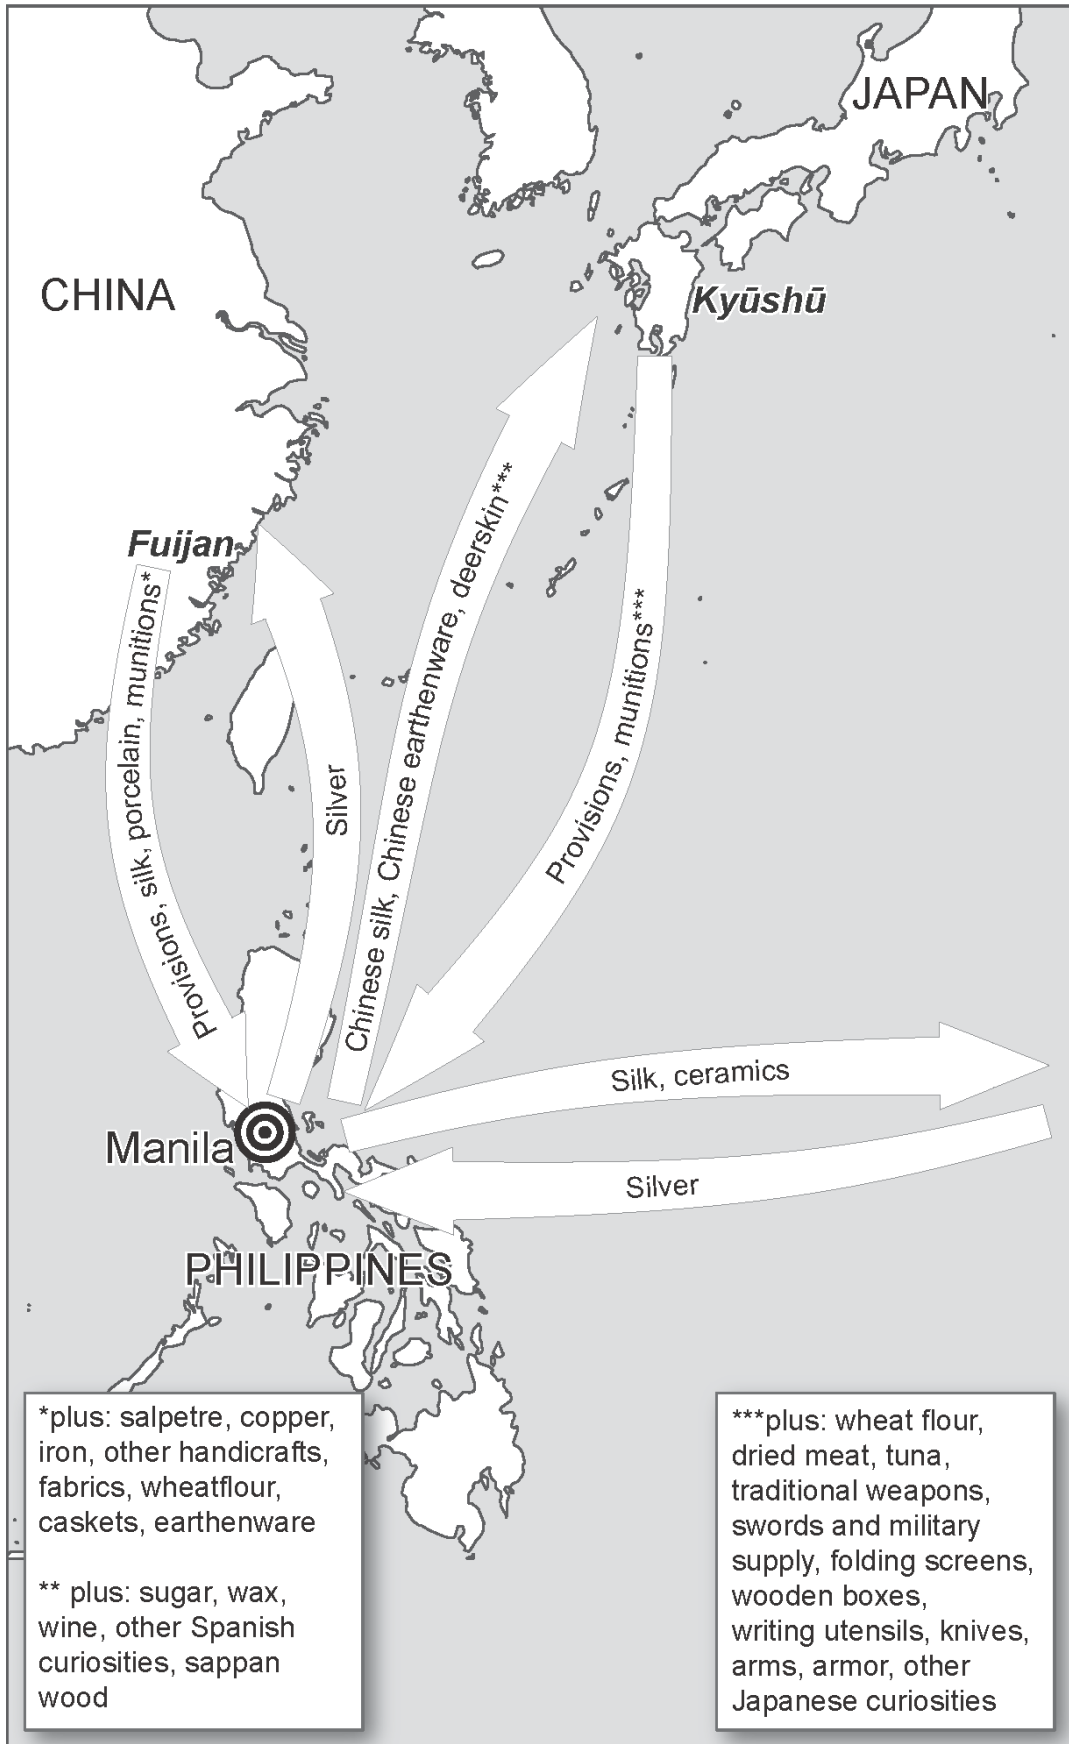 JAPAN
CHINA
Kyūshū
Fuijan
Provisions, silk, porcelain, munitions*
Silver
Chinese silk, Chinese earthenware, deerskin***
Provisions, munitions***
Silk, ceramics
Manila
Silver
PHILIPPINES
*plus: salpetre, copper,
iron, other handicrafts,
fabrics, wheatflour,
caskets, earthenware
** plus: sugar, wax,
wine, other Spanish
curiosities, sappan
wood
***plus: wheat flour,
dried meat, tuna,
traditional weapons,
swords and military
supply, folding screens,
wooden boxes,
writing utensils, knives,
arms, armor, other
Japanese curiosities